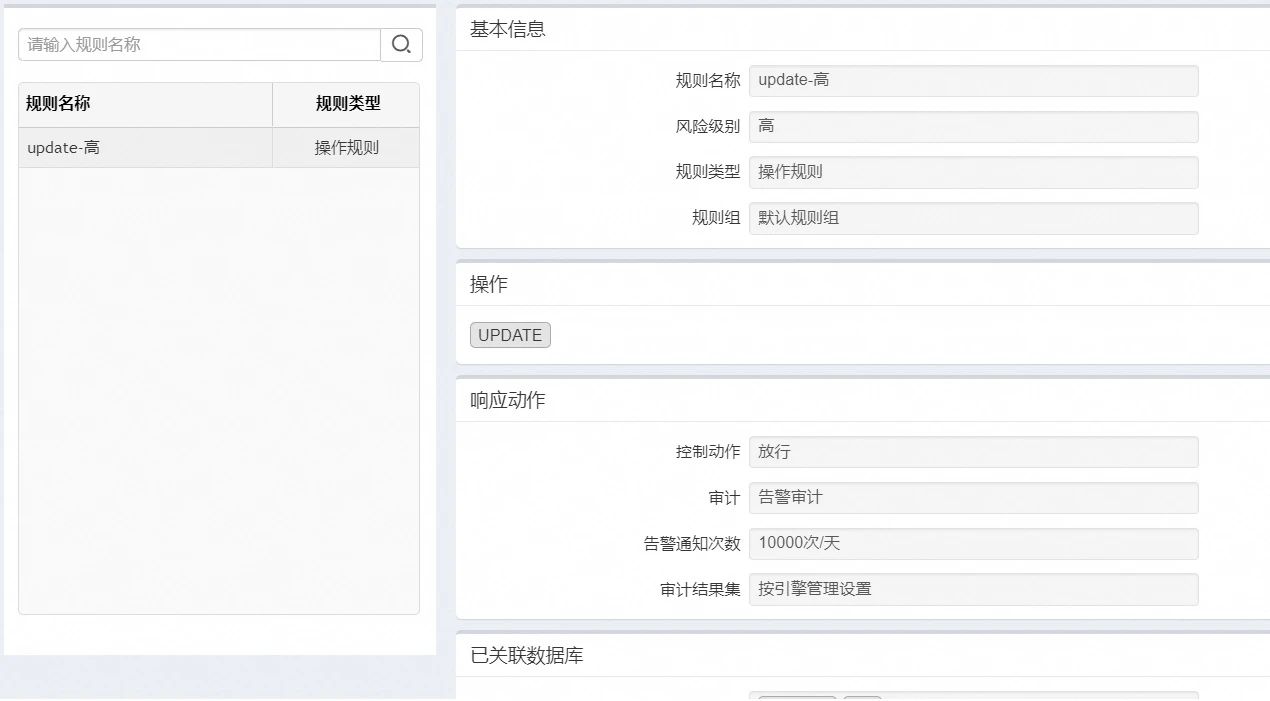 请输入规则名称
规则名称 规则类型
update-高 操作规则
基本信息
规则名称 update-高
风险级别 高
规则类型 操作规则
规则组 默认规则组
操作
UPDATE
响应动作
控制动作 放行
审计 告警审计
告警通知次数 10000次/天
审计结果集 按引擎管理设置
已关联数据库